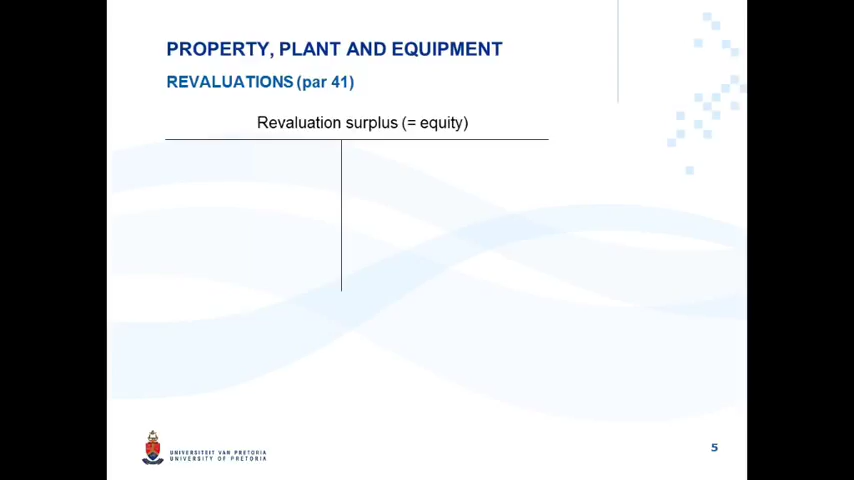 PROPERTY, PLANT AND EQUIPMENT
REVALUATIONS (par 41)
Revaluation surplus (= equity)
UNIVERSITEIT VAN PRETORIA
UNIVERSITY OF PRETORIA
5